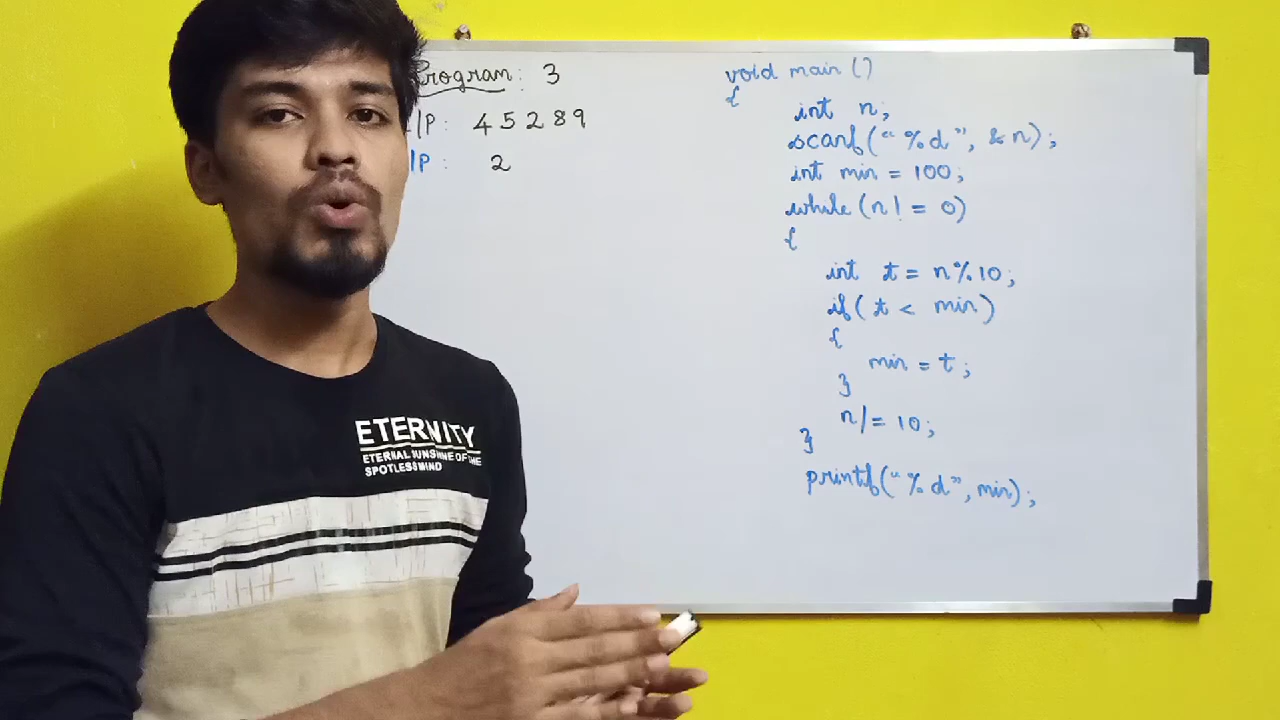 Program: 3
I/P: 45289
/P: 2
void main ()
{
int n;
scanf("%d", &n);
int min = 100;
while (n! = 0)
{
int t = n%10;
if( t < min)
{
min = t;
}
n/= 10;
}
printf("%d", min);
ETERNITY
ETERNAL SUNSHINE OF THE
SPOTLESS MIND